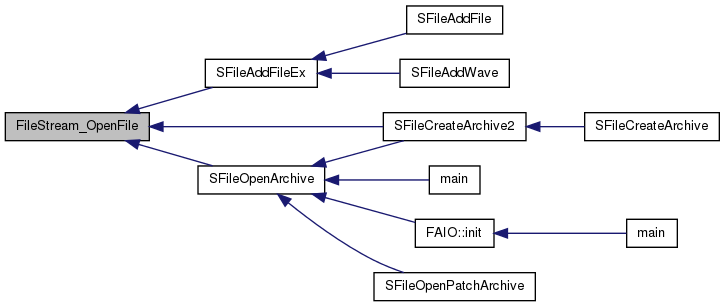 SFileAddFile
SFileAddFileEx
SFileAddWave
FileStream_OpenFile
SFileCreateArchive2
SFileCreateArchive
SFileOpenArchive
main
FAIO::init
main
SFileOpenPatchArchive